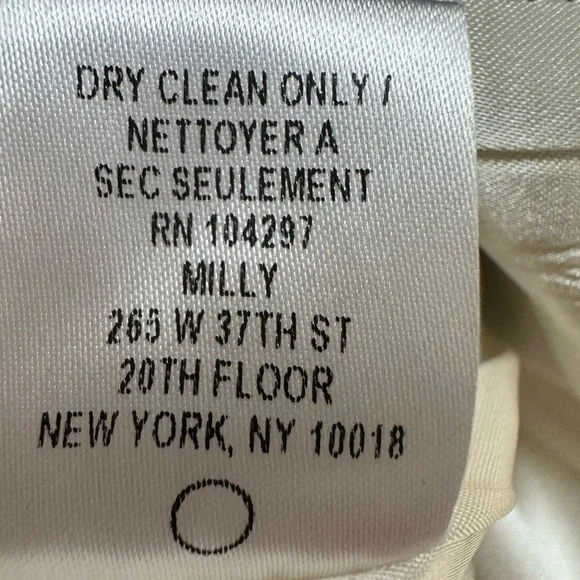 DRY CLEAN ONLY /
NETTOYER A
SEC SEULEMENT
RN 104297
MILLY
265 W 37TH ST
20TH FLOOR
NEW YORK, NY 10018